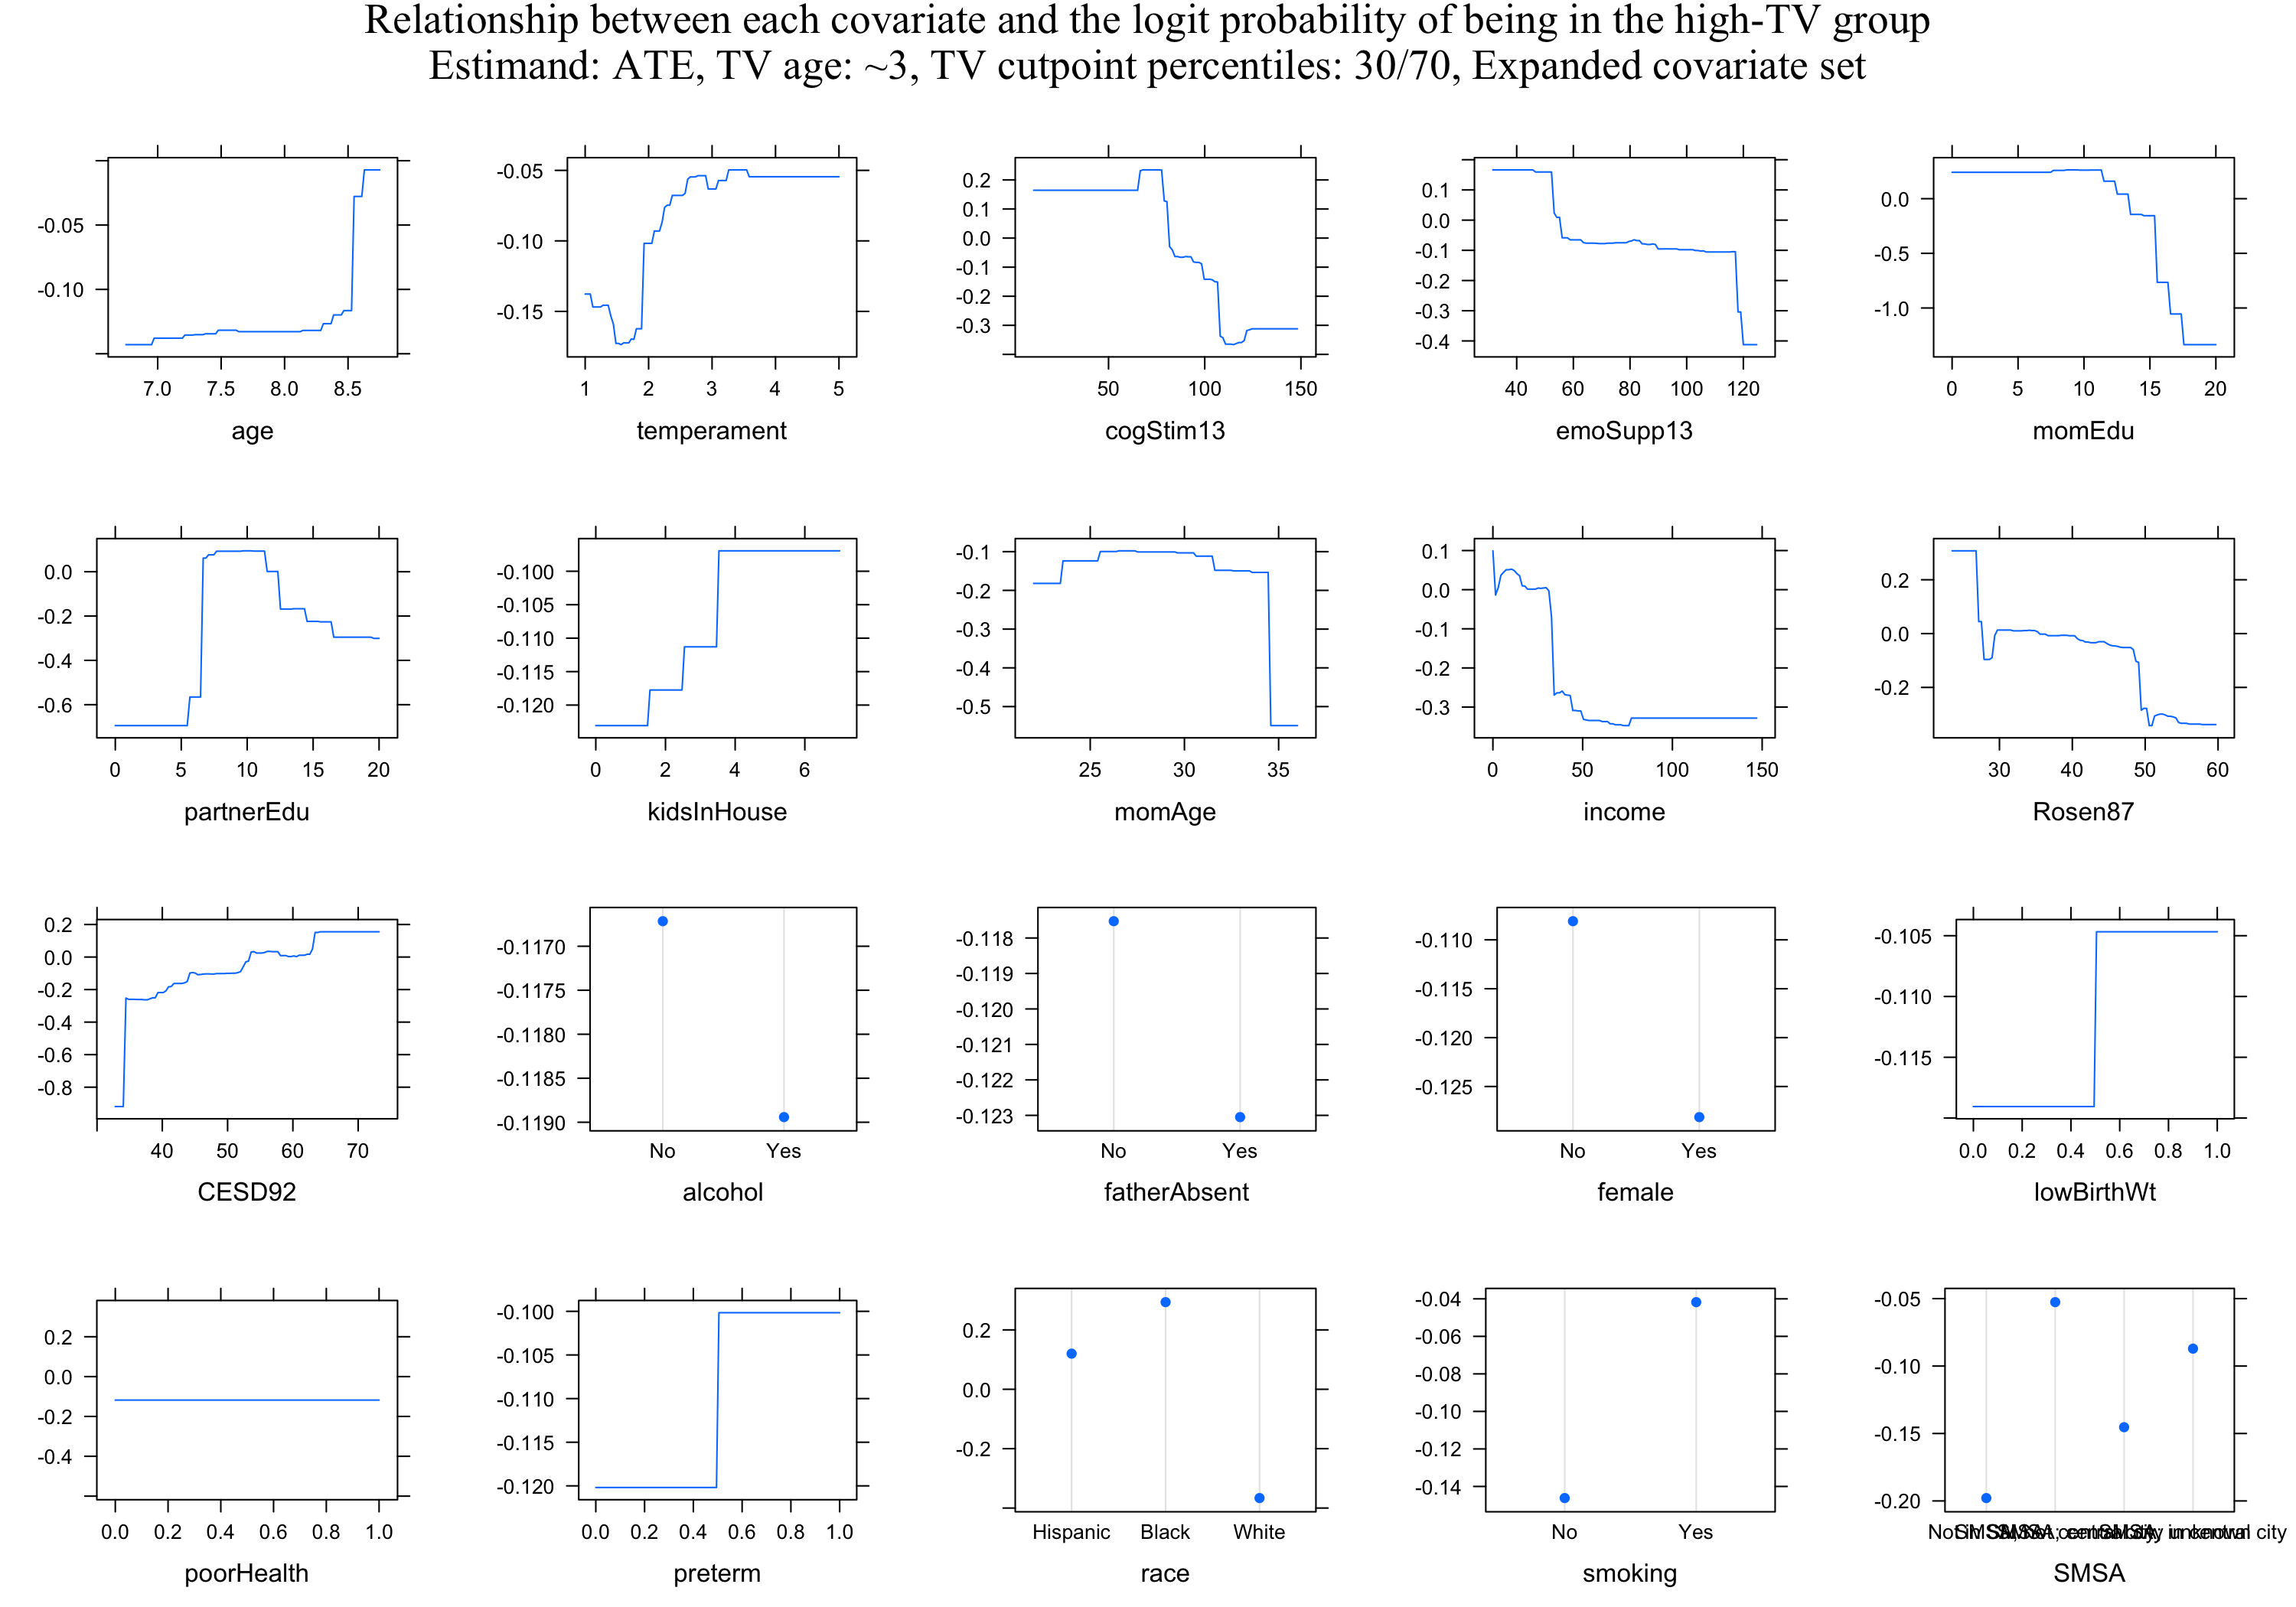 Relationship between each covariate and the logit probability of being in the high-TV group
Estimand: ATE, TV age: ~3, TV cutpoint percentiles: 30/70, Expanded covariate set
-0.05
-0.10
7.0 7.5 8.0 8.5
age
-0.05
-0.10
-0.15
1 2 3 4 5
temperament
0.2
0.1
0.0
-0.1
-0.2
-0.3
50 100 150
cogStim13
0.1
0.0
-0.1
-0.2
-0.3
-0.4
40 60 80 100 120
emoSupp13
0.0
-0.5
-1.0
0 5 10 15 20
momEdu
0.0
-0.2
-0.4
-0.6
0 5 10 15 20
partnerEdu
-0.100
-0.105
-0.110
-0.115
-0.120
0 2 4 6
kidsInHouse
-0.1
-0.2
-0.3
-0.4
-0.5
25 30 35
momAge
0.1
0.0
-0.1
-0.2
-0.3
0 50 100 150
income
0.2
0.0
-0.2
30 40 50 60
Rosen87
0.2
0.0
-0.2
-0.4
-0.6
-0.8
40 50 60 70
CESD92
-0.1170
-0.1175
-0.1180
-0.1185
-0.1190
No Yes
alcohol
-0.118
-0.119
-0.120
-0.121
-0.122
-0.123
No Yes
fatherAbsent
-0.110
-0.115
-0.120
-0.125
No Yes
female
-0.105
-0.110
-0.115
0.0 0.2 0.4 0.6 0.8 1.0
lowBirthWt
0.2
0.0
-0.2
-0.4
0.0 0.2 0.4 0.6 0.8 1.0
poorHealth
-0.100
-0.105
-0.110
-0.115
-0.120
0.0 0.2 0.4 0.6 0.8 1.0
preterm
0.2
0.0
-0.2
Hispanic Black White
race
-0.04
-0.06
-0.08
-0.10
-0.12
-0.14
No Yes
smoking
-0.05
-0.10
-0.15
-0.20
SMSA